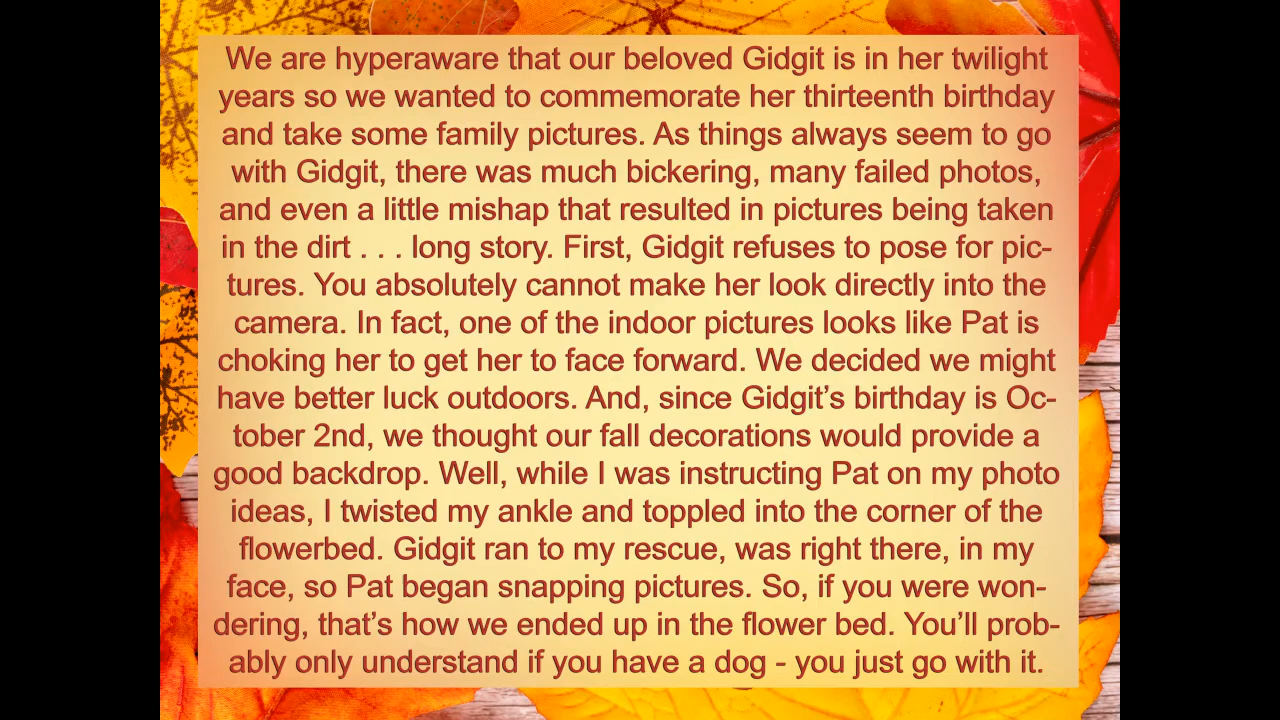 We are hyperaware that our beloved Gidgit is in her twilight
years so we wanted to commemorate her thirteenth birthday
and take some family pictures. As things always seem to go
with Gidgit, there was much bickering, many failed photos,
and even a little mishap that resulted in pictures being taken
in the dirt . . . long story. First, Gidgit refuses to pose for pic-
tures. You absolutely cannot make her look directly into the
camera. In fact, one of the indoor pictures looks like Pat is
choking her to get her to face forward. We decided we might
have better luck outdoors. And, since Gidgit’s birthday is Oc-
tober 2nd, we thought our fall decorations would provide a
good backdrop. Well, while I was instructing Pat on my photo
ideas, I twisted my ankle and toppled into the corner of the
flowerbed. Gidgit ran to my rescue, was right there, in my
face, so Pat began snapping pictures. So, if you were won-
dering, that’s how we ended up in the flower bed. You’ll prob-
ably only understand if you have a dog - you just go with it.